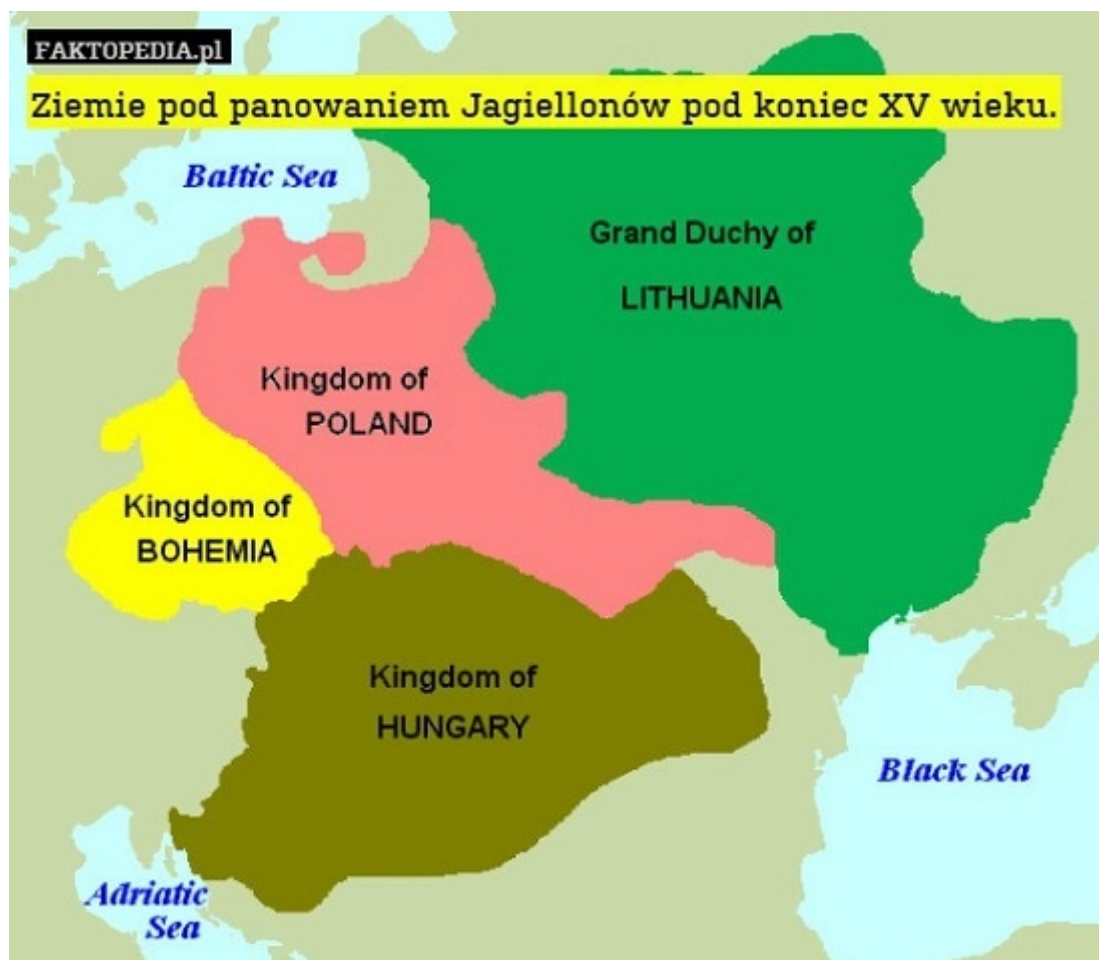 FAKTOPEDIA.pl
Ziemie pod panowaniem Jagiellonów pod koniec XV wieku.
Baltic Sea
Grand Duchy of
LITHUANIA
Kingdom of
POLAND
Kingdom of
BOHEMIA
Kingdom of
HUNGARY
Black Sea
Adriatic
Sea